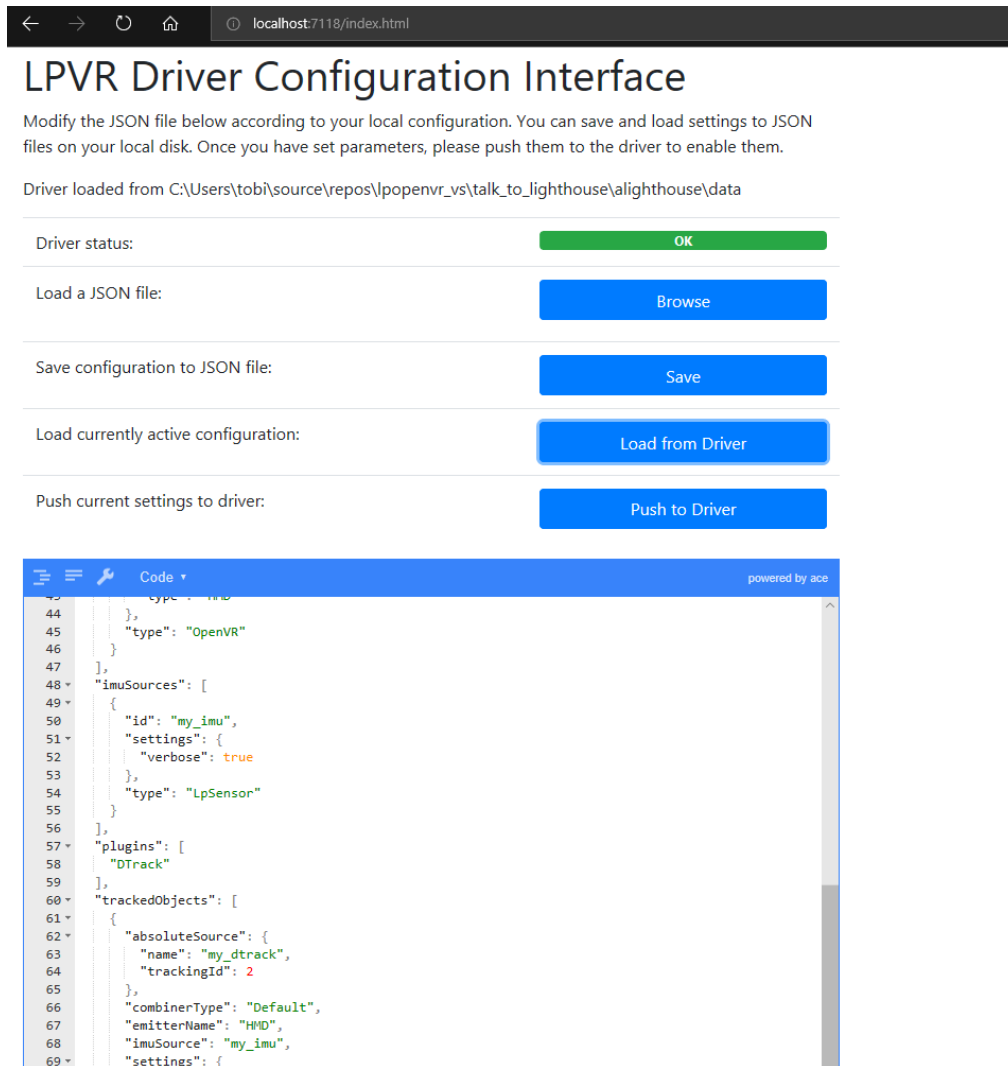 localhost:7118/index.html
LPVR Driver Configuration Interface
Modify the JSON file below according to your local configuration. You can save and load settings to JSON
files on your local disk. Once you have set parameters, please push them to the driver to enable them.
Driver loaded from C:\Users\tobi\source\repos\lpopenvr_vs\talk_to_lighthouse\alighthouse\data
Driver status: OK
Load a JSON file: Browse
Save configuration to JSON file: Save
Load currently active configuration: Load from Driver
Push current settings to driver: Push to Driver
Code powered by ace
43 "type": "HMD"
44 },
45 "type": "OpenVR"
46 }
47 ],
48 "imuSources": [
49 {
50 "id": "my_imu",
51 "settings": {
52 "verbose": true
53 },
54 "type": "LpSensor"
55 }
56 ],
57 "plugins": [
58 "DTrack"
59 ],
60 "trackedObjects": [
61 {
62 "absoluteSource": {
63 "name": "my_dtrack",
64 "trackingId": 2
65 },
66 "combinerType": "Default",
67 "emitterName": "HMD",
68 "imuSource": "my_imu",
69 "settings": {